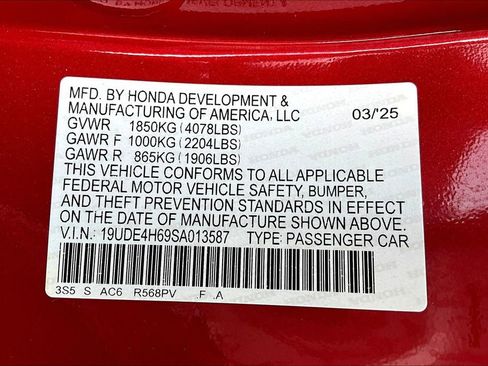 MFD. BY HONDA DEVELOPMENT &
MANUFACTURING OF AMERICA, LLC 03/'25
GVWR 1850KG (4078LBS)
GAWR F 1000KG (2204LBS)
GAWR R 865KG (1906LBS)
THIS VEHICLE CONFORMS TO ALL APPLICABLE
FEDERAL MOTOR VEHICLE SAFETY, BUMPER,
AND THEFT PREVENTION STANDARDS IN EFFECT
ON THE DATE OF MANUFACTURE SHOWN ABOVE.
V.I.N.: 19UDE4H69SA013587 TYPE: PASSENGER CAR
3S5 S AC6 R568PV .F .A